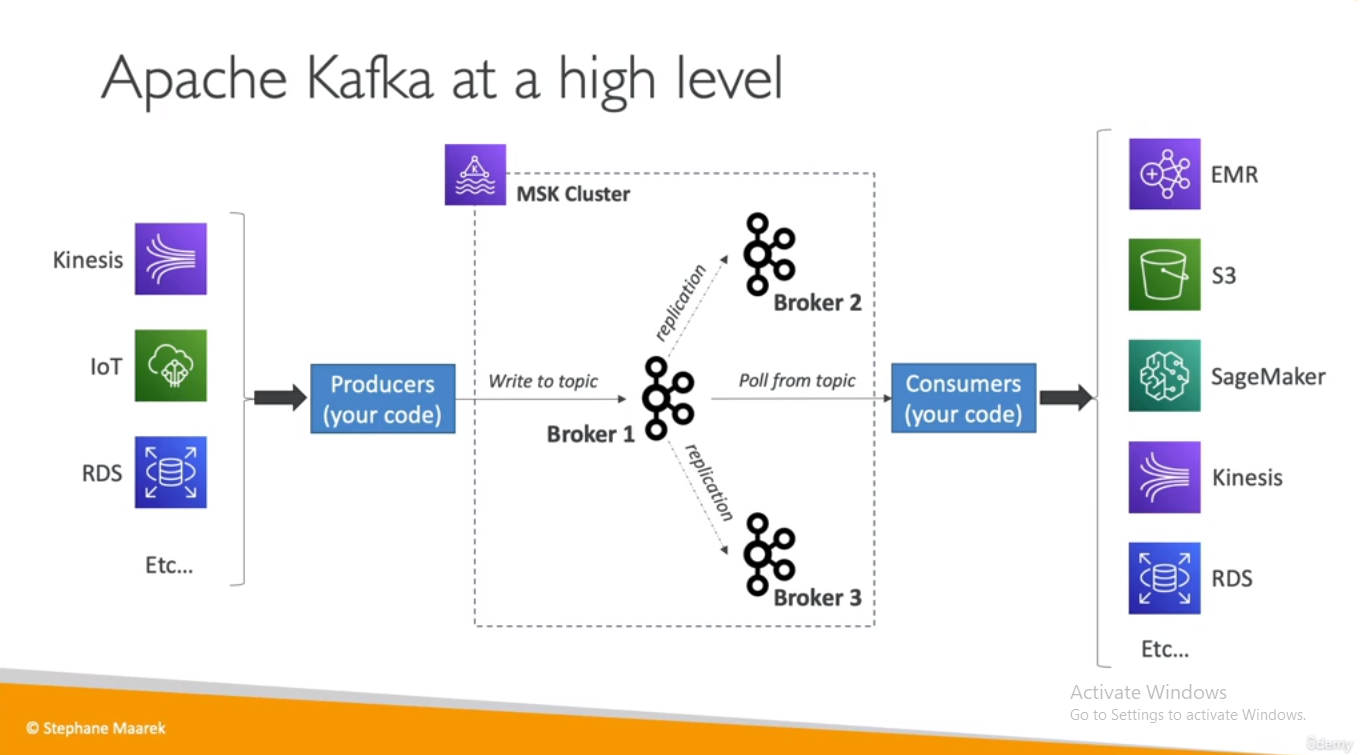 Apache Kafka at a high level
MSK Cluster
Kinesis
IoT
RDS
Etc...
Producers
(your code)
Write to topic
Broker 1
replication
Broker 2
replication
Broker 3
Poll from topic
Consumers
(your code)
EMR
S3
SageMaker
Kinesis
RDS
Etc...
Activate Windows
Go to Settings to activate Windows.
© Stephane Maarek
ûdemy